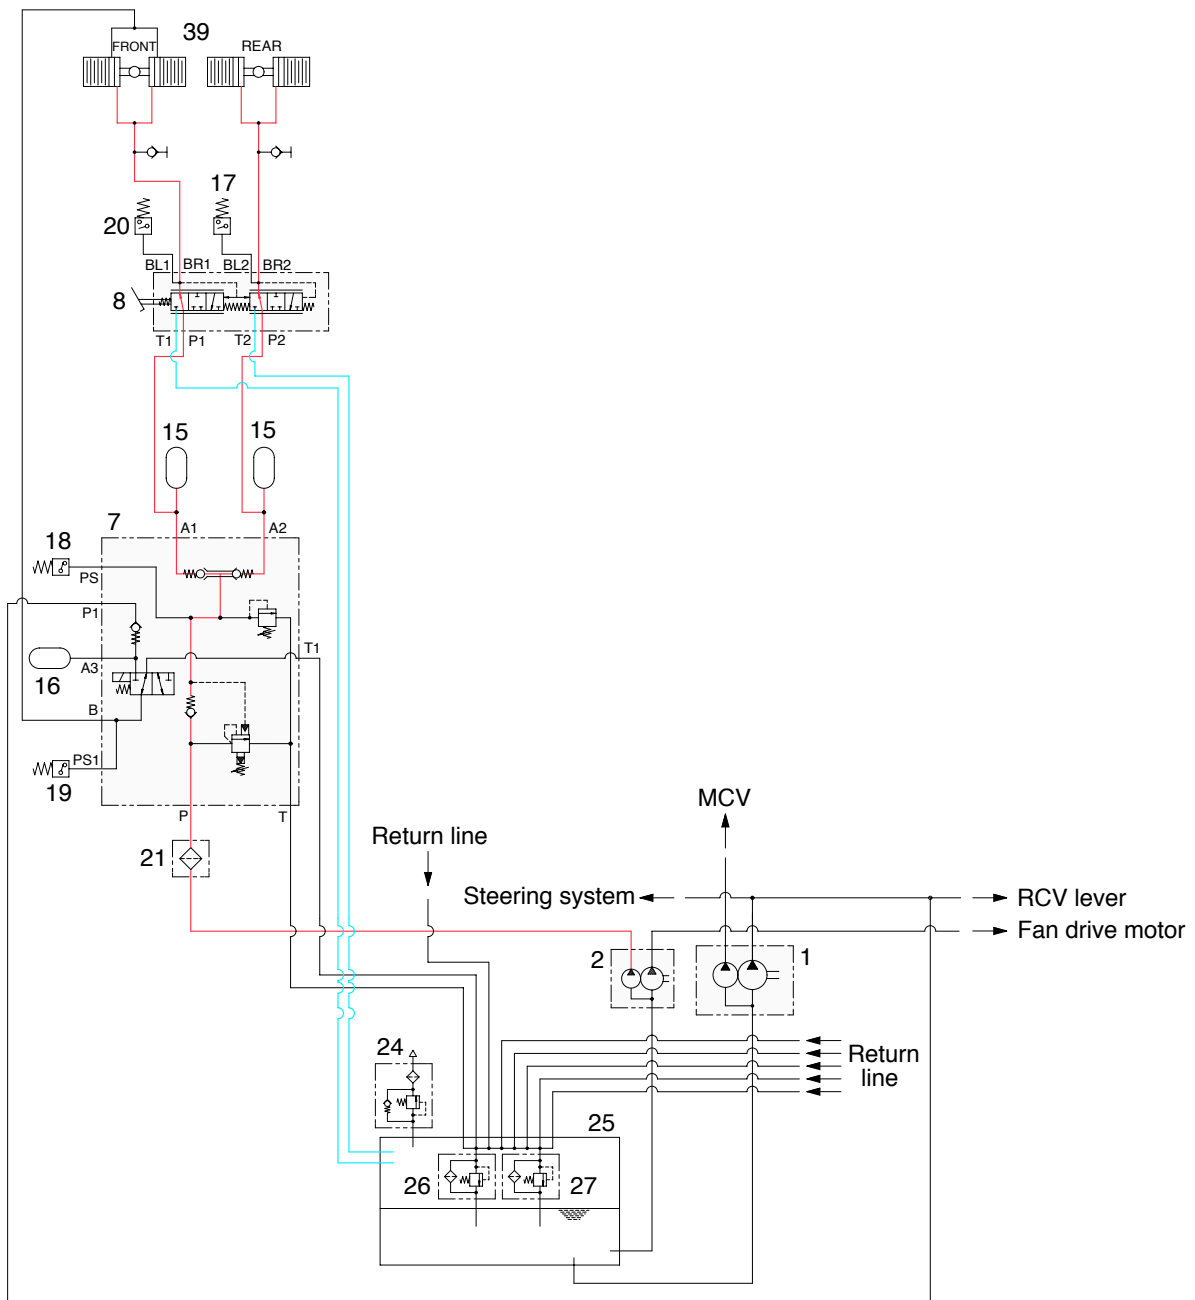 39
FRONT
REAR
17
20
BL1
BR1
BL2
BR2
8
T1
P1
T2
P2
15
15
7
A1
A2
18
PS
P1
T1
A3
16
B
PS1
19
P
T
MCV
Return line
21
Steering system
RCV lever
Fan drive motor
2
1
24
Return
line
25
26
27